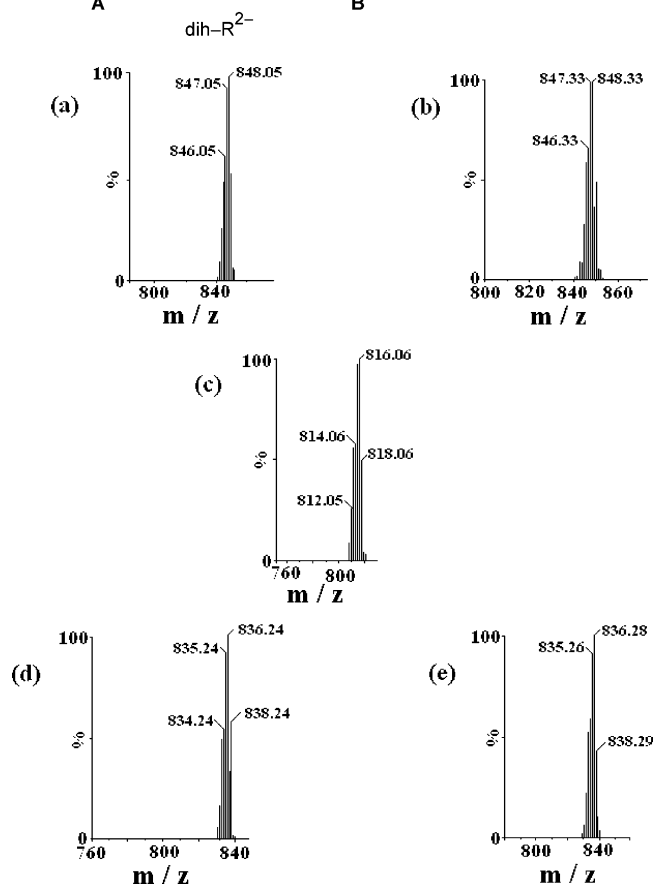 A B
dih–R2–
(a)
100
848.05
847.05
846.05
%
0
800 840
m / z
(b)
100
847.33 848.33
846.33
%
0
800 820 840 860
m / z
(c)
100
816.06
814.06
818.06
812.05
%
0
760 800
m / z
(d)
100
836.24
835.24
834.24 838.24
%
0
760 800 840
m / z
(e)
100
836.28
835.26
838.29
%
0
800 840
m / z